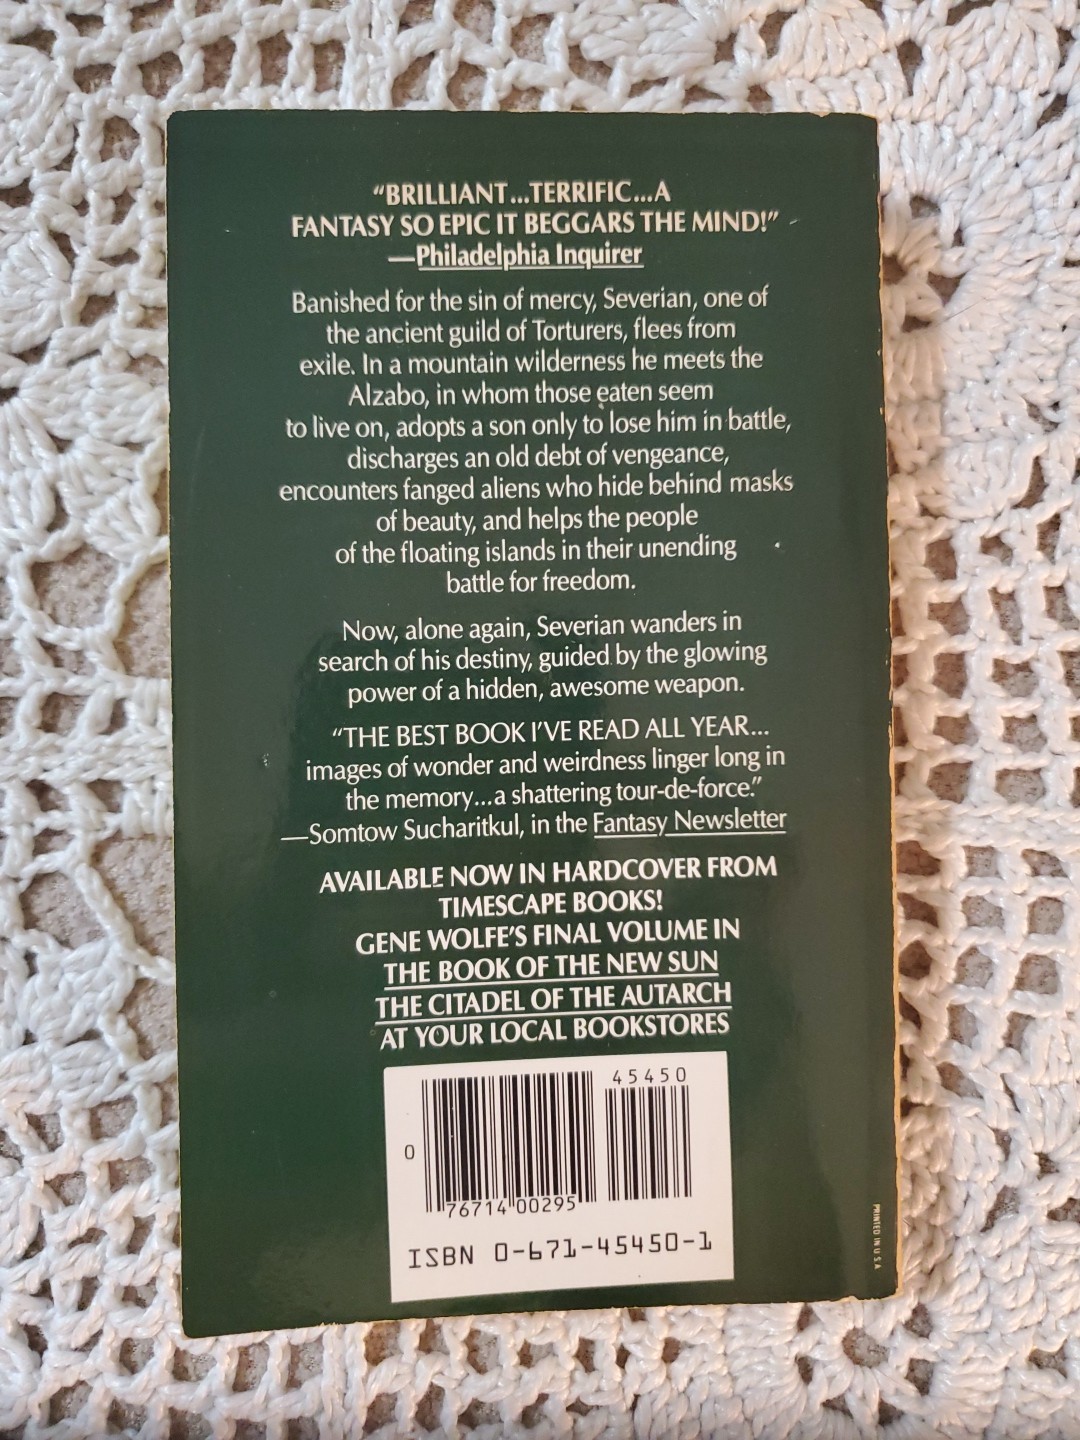 “BRILLIANT...TERRIFIC...A
FANTASY SO EPIC IT BEGGARS THE MIND!”
—Philadelphia Inquirer
Banished for the sin of mercy, Severian, one of
the ancient guild of Torturers, flees from
exile. In a mountain wilderness he meets the
Alzabo, in whom those eaten seem
to live on, adopts a son only to lose him in battle,
discharges an old debt of vengeance,
encounters fanged aliens who hide behind masks
of beauty, and helps the people
of the floating islands in their unending
battle for freedom.
Now, alone again, Severian wanders in
search of his destiny, guided by the glowing
power of a hidden, awesome weapon.
“THE BEST BOOK I’VE READ ALL YEAR...
images of wonder and weirdness linger long in
the memory...a shattering tour-de-force.”
—Somtow Sucharitkul, in the Fantasy Newsletter
AVAILABLE NOW IN HARDCOVER FROM
TIMESCAPE BOOKS!
GENE WOLFE’S FINAL VOLUME IN
THE BOOK OF THE NEW SUN
THE CITADEL OF THE AUTARCH
AT YOUR LOCAL BOOKSTORES
45450
0
76714 00295
ISBN 0-671-45450-1
PRINTED IN U.S.A.